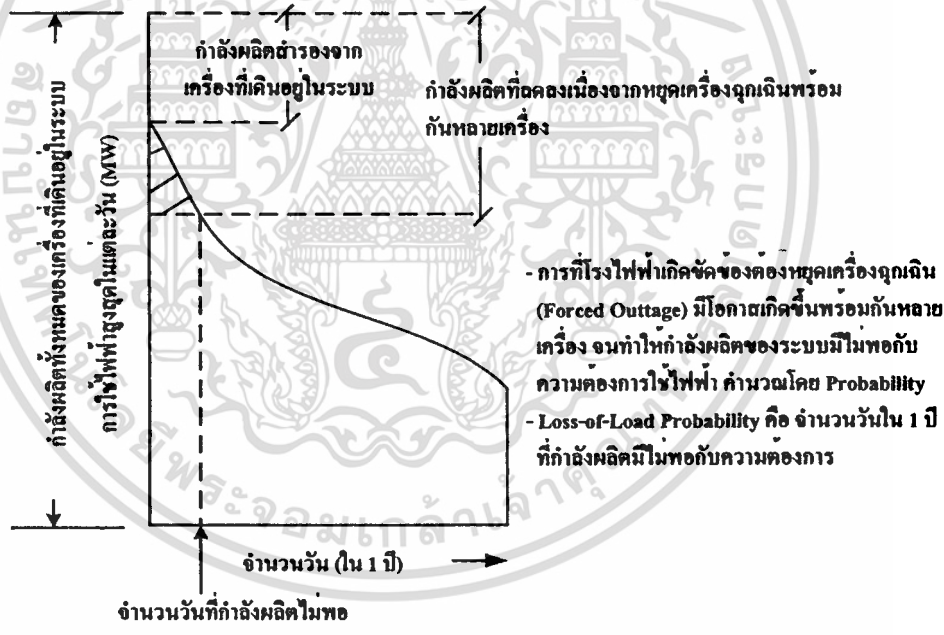 กำลังผลิตสำรองจาก
เครื่องที่เดินอยู่ในระบบ
กำลังผลิตที่ลดลงเนื่องจากหยุดเครื่องฉุกเฉินพร้อม
กันหลายเครื่อง
กำลังผลิตทั้งหมดของเครื่องที่เดินอยู่ในระบบ
การใช้ไฟฟ้าสูงสุดในแต่ละวัน (MW)
- การที่โรงไฟฟ้าเกิดขัดข้องต้องหยุดเครื่องฉุกเฉิน
(Forced Outtage) มีโอกาสเกิดขึ้นพร้อมกันหลาย
เครื่อง จนทำให้กำลังผลิตของระบบมีไม่พอกับ
ความต้องการใช้ไฟฟ้า คำนวณโดย Probability
- Loss-of-Load Probability คือ จำนวนวันใน 1 ปี
ที่กำลังผลิตมีไม่พอกับความต้องการ
จำนวนวัน (ใน 1 ปี)
จำนวนวันที่กำลังผลิตไม่พอ